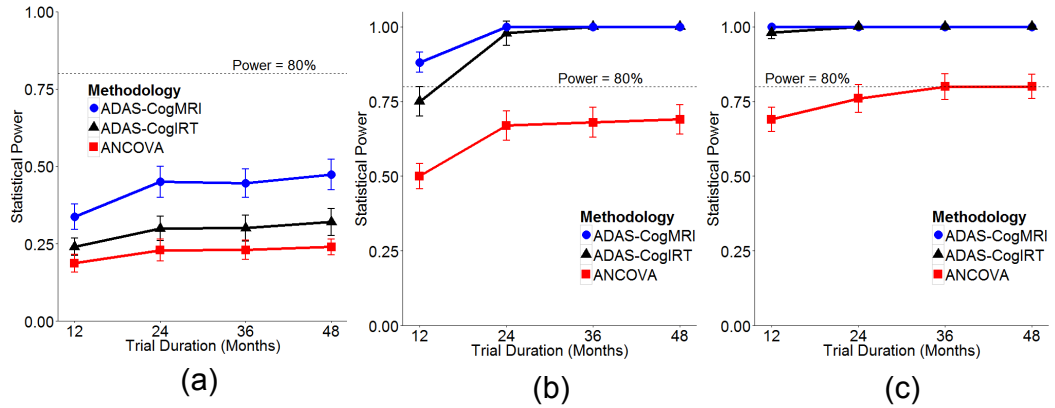 1.00
0.75
0.50
0.25
0.00
Statistical Power
Power = 80%
Methodology
ADAS-CogMRI
ADAS-CogIRT
ANCOVA
12 24 36 48
Trial Duration (Months)
(a)
1.00
0.75
0.50
0.25
0.00
Statistical Power
Power = 80%
Methodology
ADAS-CogMRI
ADAS-CogIRT
ANCOVA
12 24 36 48
Trial Duration (Months)
(b)
1.00
0.75
0.50
0.25
0.00
Statistical Power
Power = 80%
Methodology
ADAS-CogMRI
ADAS-CogIRT
ANCOVA
12 24 36 48
Trial Duration (Months)
(c)